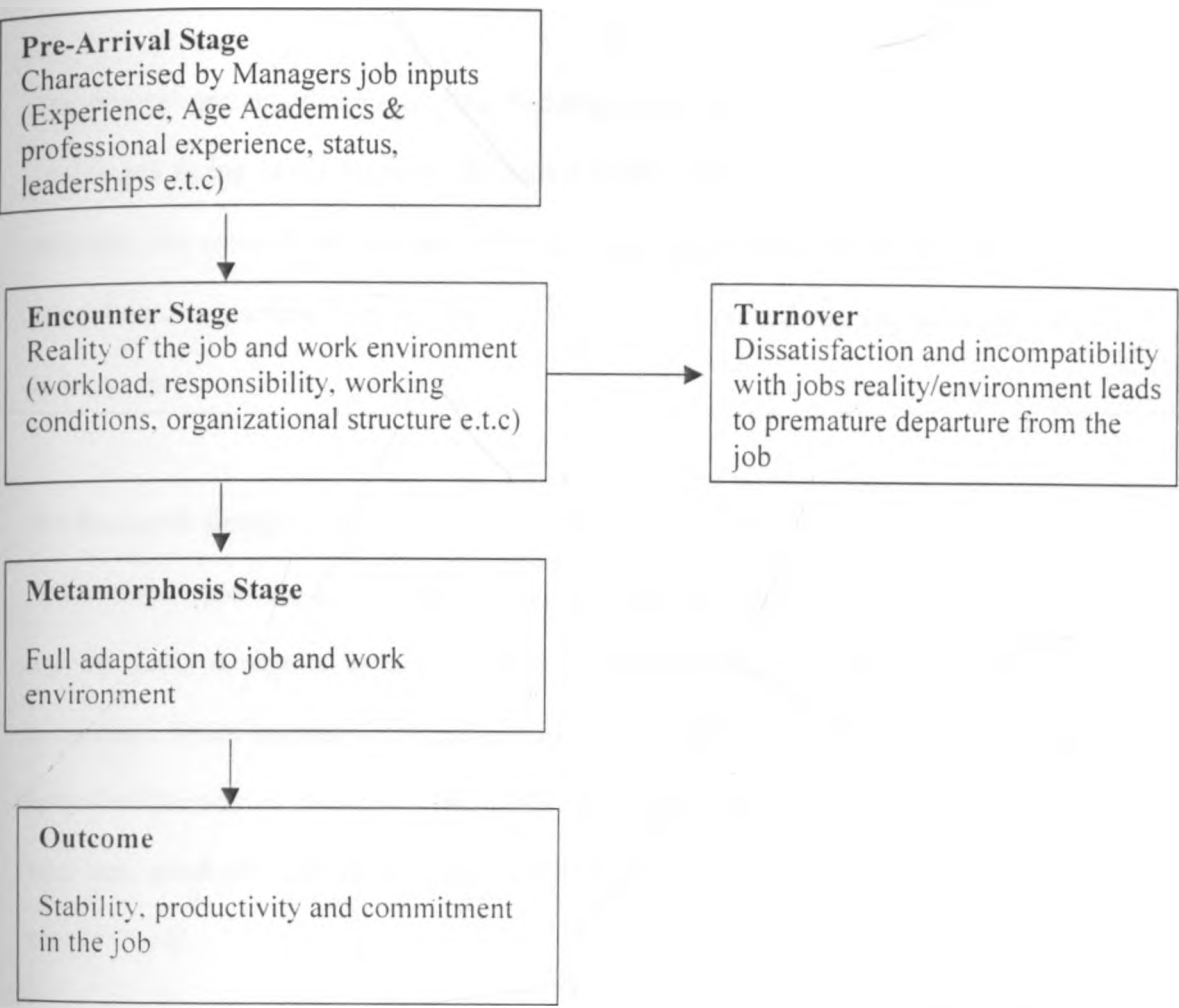 Pre-Arrival Stage
Characterised by Managers job inputs
(Experience, Age Academics &
professional experience, status,
leaderships e.t.c)
Encounter Stage
Reality of the job and work environment
(workload, responsibility, working
conditions, organizational structure e.t.c)
Turnover
Dissatisfaction and incompatibility
with jobs reality/environment leads
to premature departure from the
job
Metamorphosis Stage
Full adaptation to job and work
environment
Outcome
Stability, productivity and commitment
in the job